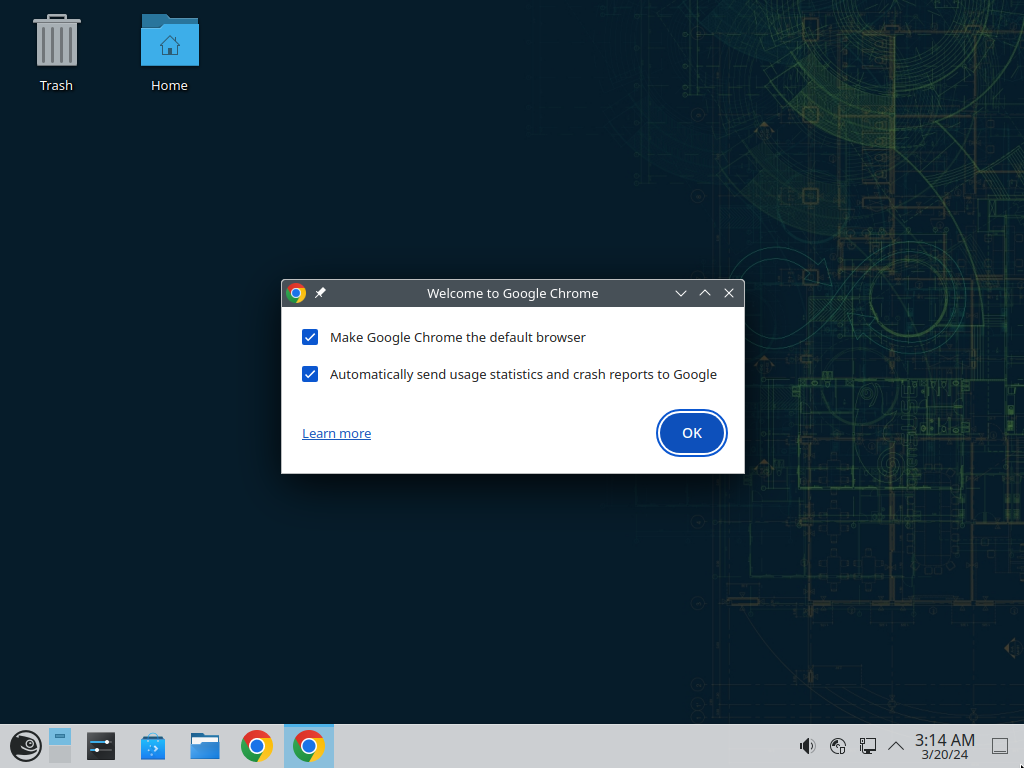 Trash
Home
Welcome to Google Chrome
Make Google Chrome the default browser
Automatically send usage statistics and crash reports to Google
Learn more
OK
3:14 AM
3/20/24